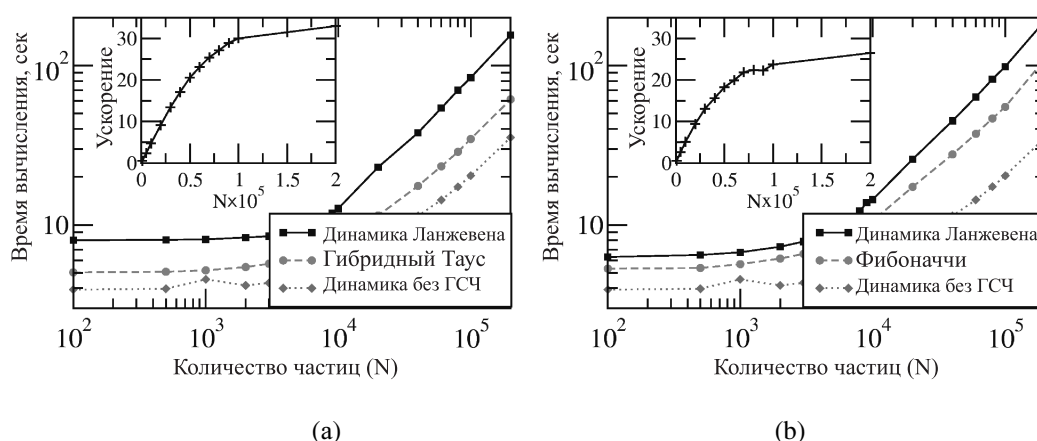 Время вычисления, сек
10²
10
Ускорение
30
20
10
0
0 0.5 1 1.5 2
N×10⁵
Динамика Ланжевена
Гибридный Таус
Динамика без ГСЧ
10² 10³ 10⁴ 10⁵
Количество частиц (N)
(a)
Время вычисления, сек
10²
10
Ускорение
30
20
10
0
0 0.5 1 1.5 2
N×10⁵
Динамика Ланжевена
Фибоначчи
Динамика без ГСЧ
10² 10³ 10⁴ 10⁵
Количество частиц (N)
(b)